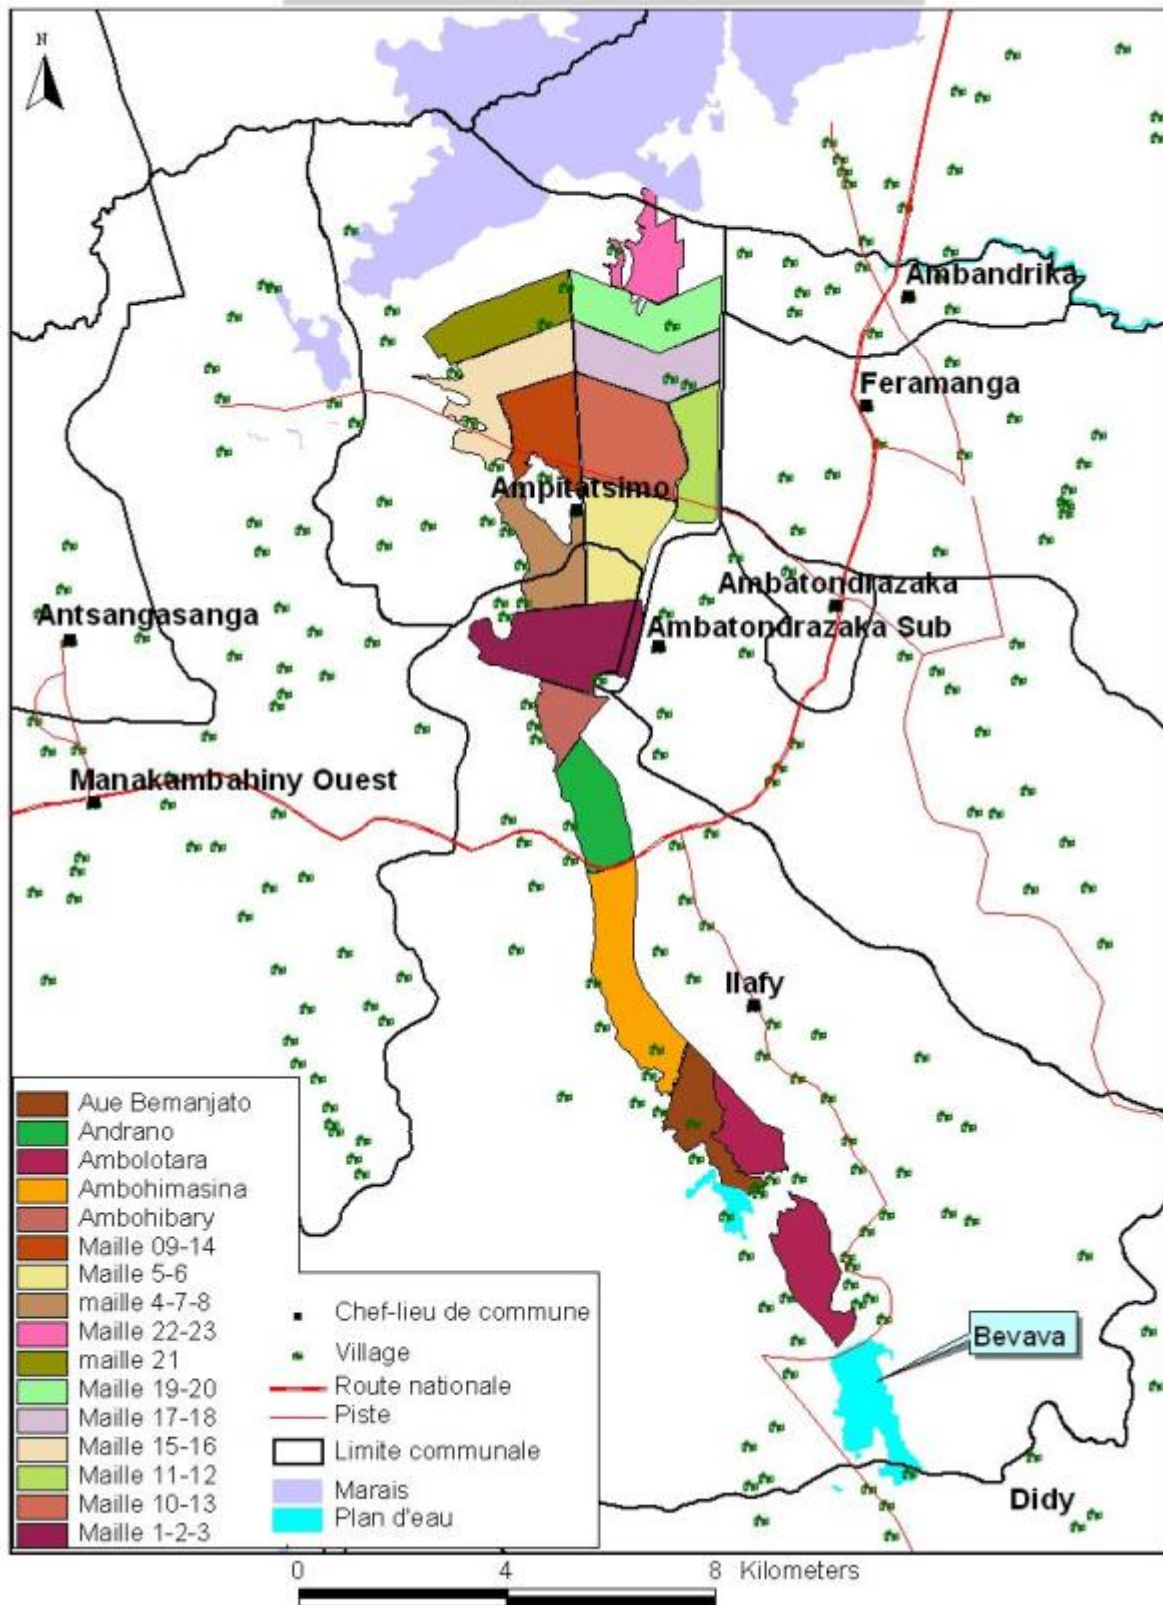 N
Ambandrika
Feramanga
Ampitatsimo
Ambatondrazaka
Antsangasanga
Ambatondrazaka Sub
Manakambahiny Ouest
Ilafy
Bevava
Didy
Aue Bemanjato
Andrano
Ambolotara
Ambohimasina
Ambohibary
Maille 09-14
Maille 5-6
maille 4-7-8
Maille 22-23
maille 21
Maille 19-20
Maille 17-18
Maille 15-16
Maille 11-12
Maille 10-13
Maille 1-2-3
Chef-lieu de commune
Village
Route nationale
Piste
Limite communale
Marais
Plan d'eau
0 4 8 Kilometers